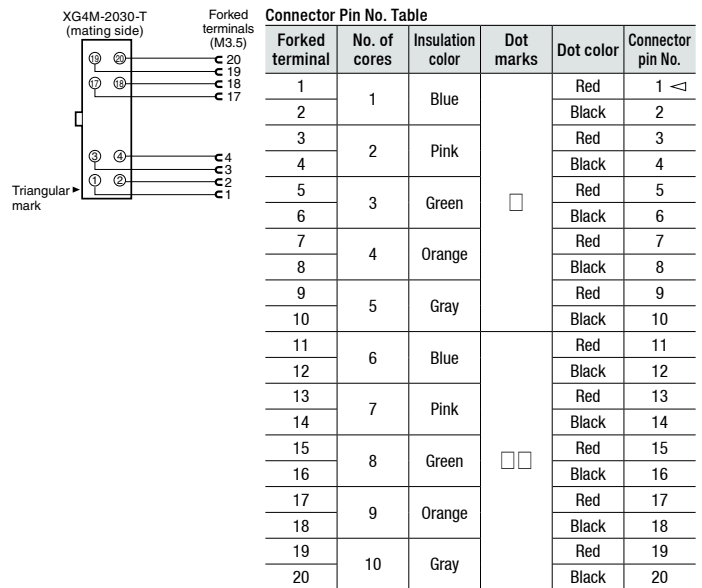 XG4M-2030-T
(mating side)
Forked
terminals
(M3.5)
⑲ ⑳ 20
19
⑰ ⑱ 18
17
③ ④ 4
3
① ② 2
1
Triangular
mark
Connector Pin No. Table
Forked terminal No. of cores Insulation color Dot marks Dot color Connector pin No.
1 1 Blue □ Red 1 ◁
2 Black 2
3 2 Pink Red 3
4 Black 4
5 3 Green Red 5
6 Black 6
7 4 Orange Red 7
8 Black 8
9 5 Gray Red 9
10 Black 10
11 6 Blue □□ Red 11
12 Black 12
13 7 Pink Red 13
14 Black 14
15 8 Green Red 15
16 Black 16
17 9 Orange Red 17
18 Black 18
19 10 Gray Red 19
20 Black 20